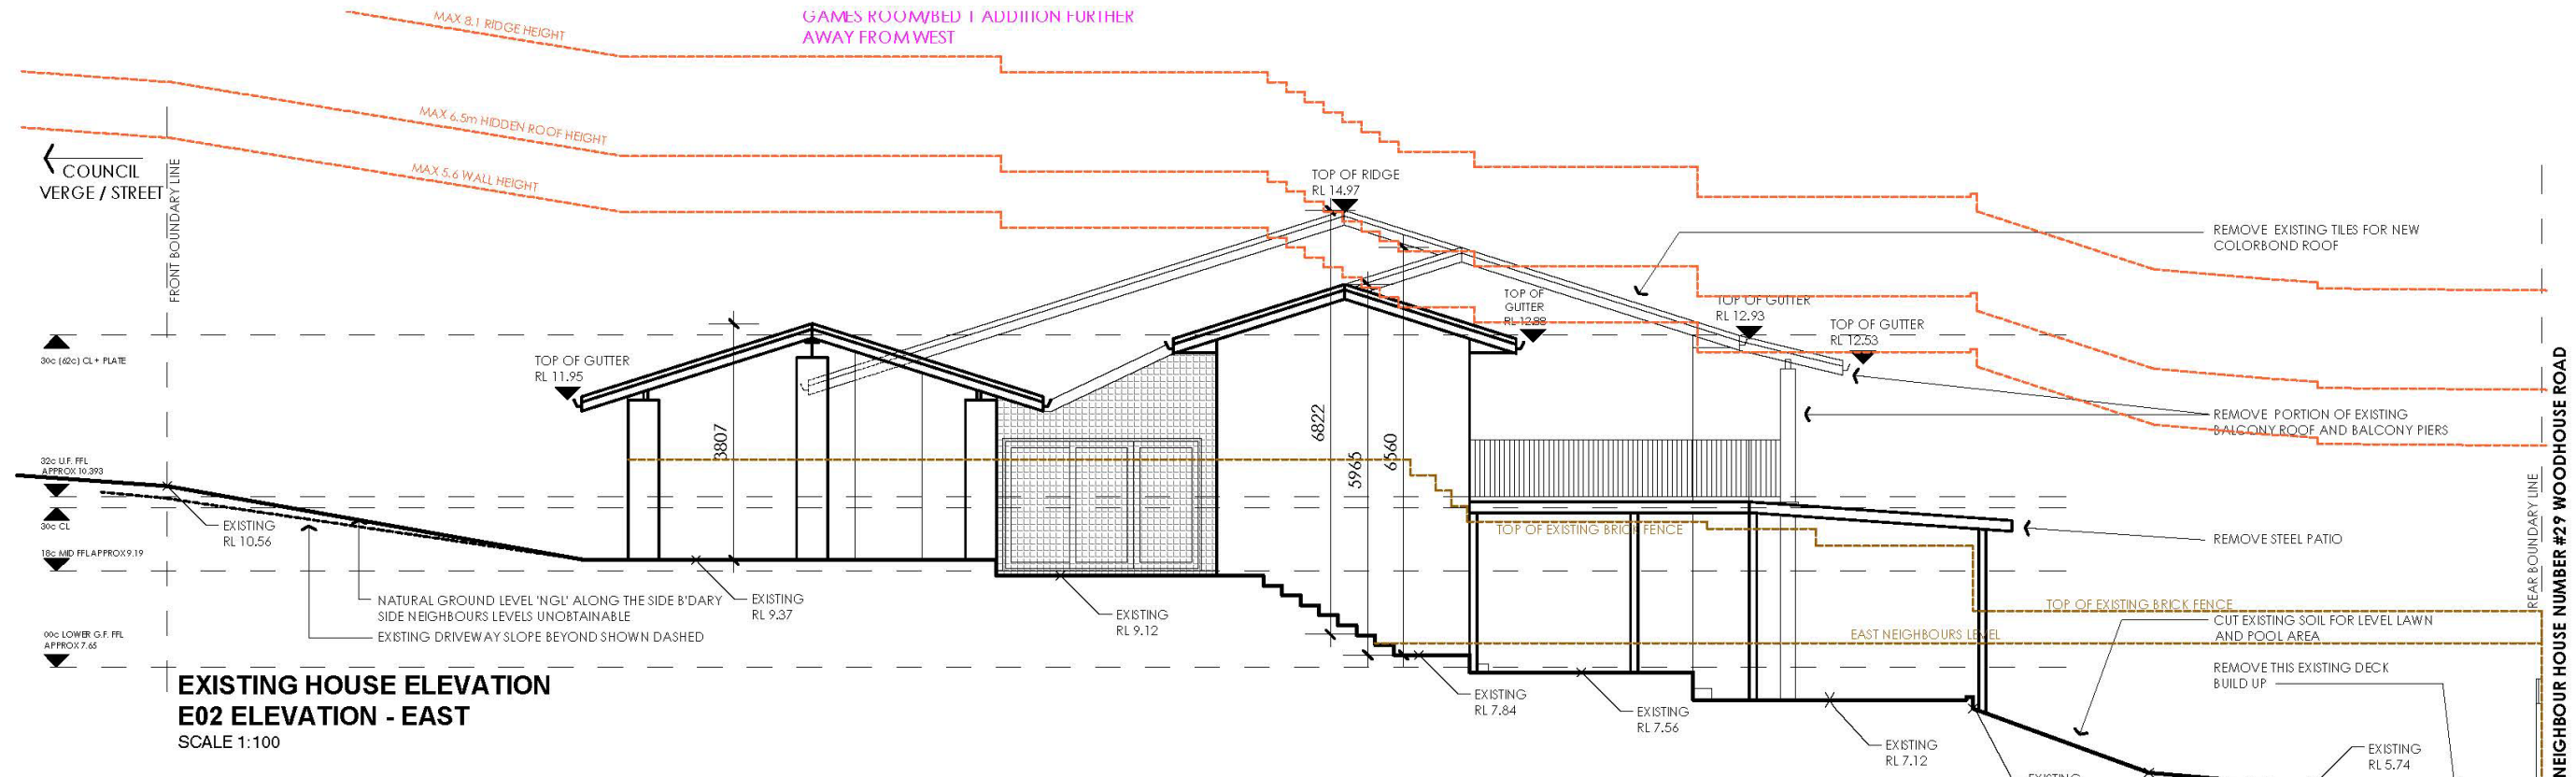 GAMES ROOM/BED 1 ADDITION FURTHER
AWAY FROM WEST
MAX 8.1 RIDGE HEIGHT
MAX 6.5m HIDDEN ROOF HEIGHT
MAX 5.6 WALL HEIGHT
COUNCIL
VERGE / STREET
FRONT BOUNDARY LINE
TOP OF RIDGE
RL 14.97
REMOVE EXISTING TILES FOR NEW
COLORBOND ROOF
TOP OF
GUTTER
RL 12.88
TOP OF GUTTER
RL 12.93
TOP OF GUTTER
RL 12.53
30c (62c) CL + PLATE
TOP OF GUTTER
RL 11.95
3807
6822
5965
6560
REMOVE PORTION OF EXISTING
BALCONY ROOF AND BALCONY PIERS
32c U.F. FFL
APPROX 10.393
30c CL
18c MID FFL APPROX 9.19
00c LOWER G.F. FFL
APPROX 7.65
EXISTING
RL 10.56
TOP OF EXISTING BRICK FENCE
REMOVE STEEL PATIO
NATURAL GROUND LEVEL 'NGL' ALONG THE SIDE B'DARY
SIDE NEIGHBOURS LEVELS UNOBTAINABLE
EXISTING DRIVEWAY SLOPE BEYOND SHOWN DASHED
EXISTING
RL 9.37
EXISTING
RL 9.12
TOP OF EXISTING BRICK FENCE
EAST NEIGHBOURS LEVEL
CUT EXISTING SOIL FOR LEVEL LAWN
AND POOL AREA
REMOVE THIS EXISTING DECK
BUILD UP
EXISTING
RL 7.84
EXISTING
RL 7.56
EXISTING
RL 7.12
EXISTING
EXISTING
RL 5.74
REAR BOUNDARY LINE
NEIGHBOUR HOUSE NUMBER #29 WOODHOUSE ROAD
EXISTING HOUSE ELEVATION
E02 ELEVATION - EAST
SCALE 1:100